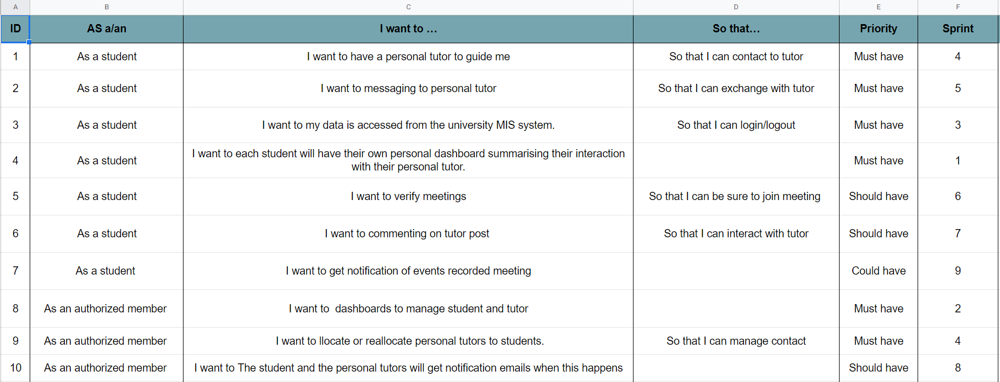 A B C D E F
ID AS a/an I want to ... So that... Priority Sprint
1 As a student I want to have a personal tutor to guide me So that I can contact to tutor Must have 4
2 As a student I want to messaging to personal tutor So that I can exchange with tutor Must have 5
3 As a student I want to my data is accessed from the university MIS system. So that I can login/logout Must have 3
4 As a student I want to each student will have their own personal dashboard summarising their interaction
with their personal tutor. Must have 1
5 As a student I want to verify meetings So that I can be sure to join meeting Should have 6
6 As a student I want to commenting on tutor post So that I can interact with tutor Should have 7
7 As a student I want to get notification of events recorded meeting Could have 9
8 As an authorized member I want to  dashboards to manage student and tutor Must have 2
9 As an authorized member I want to llocate or reallocate personal tutors to students. So that I can manage contact Must have 4
10 As an authorized member I want to The student and the personal tutors will get notification emails when this happens Should have 8